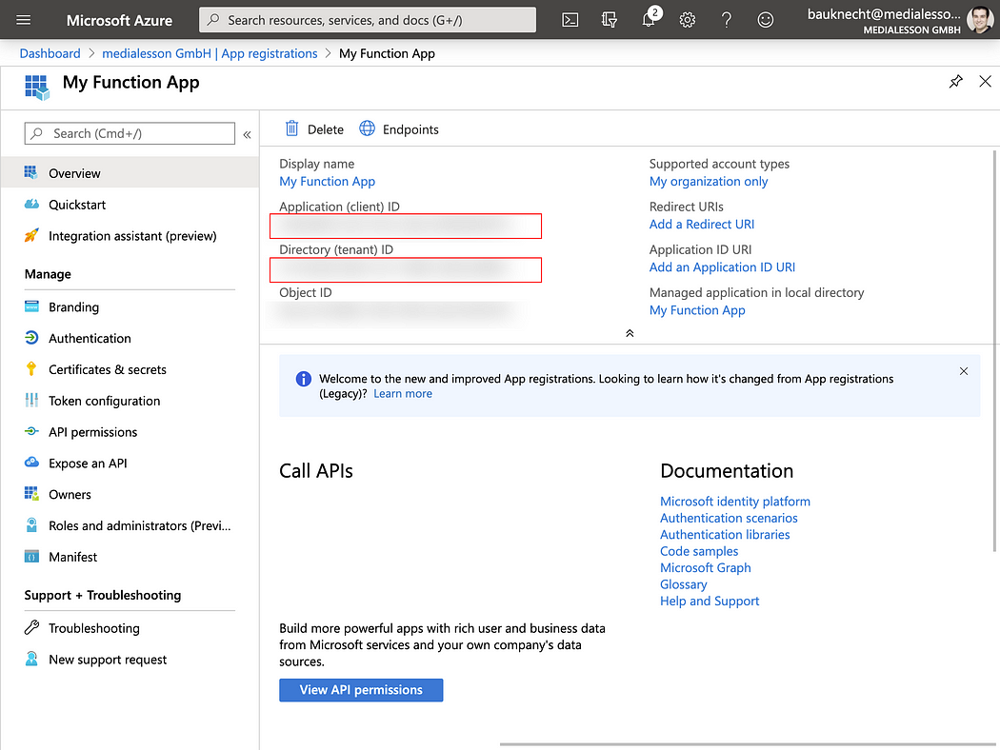 Microsoft Azure
Search resources, services, and docs (G+/)
2
bauknecht@medialesso...
MEDIALESSON GMBH
Dashboard > medialesson GmbH | App registrations > My Function App
My Function App
Search (Cmd+/)
«
Overview
Quickstart
Integration assistant (preview)
Manage
Branding
Authentication
Certificates & secrets
Token configuration
API permissions
Expose an API
Owners
Roles and administrators (Previ...
Manifest
Support + Troubleshooting
Troubleshooting
New support request
Delete
Endpoints
Display name
My Function App
Application (client) ID
Directory (tenant) ID
Object ID
Supported account types
My organization only
Redirect URIs
Add a Redirect URI
Application ID URI
Add an Application ID URI
Managed application in local directory
My Function App
Welcome to the new and improved App registrations. Looking to learn how it's changed from App registrations
(Legacy)? Learn more
Call APIs
Build more powerful apps with rich user and business data
from Microsoft services and your own company's data
sources.
View API permissions
Documentation
Microsoft identity platform
Authentication scenarios
Authentication libraries
Code samples
Microsoft Graph
Glossary
Help and Support